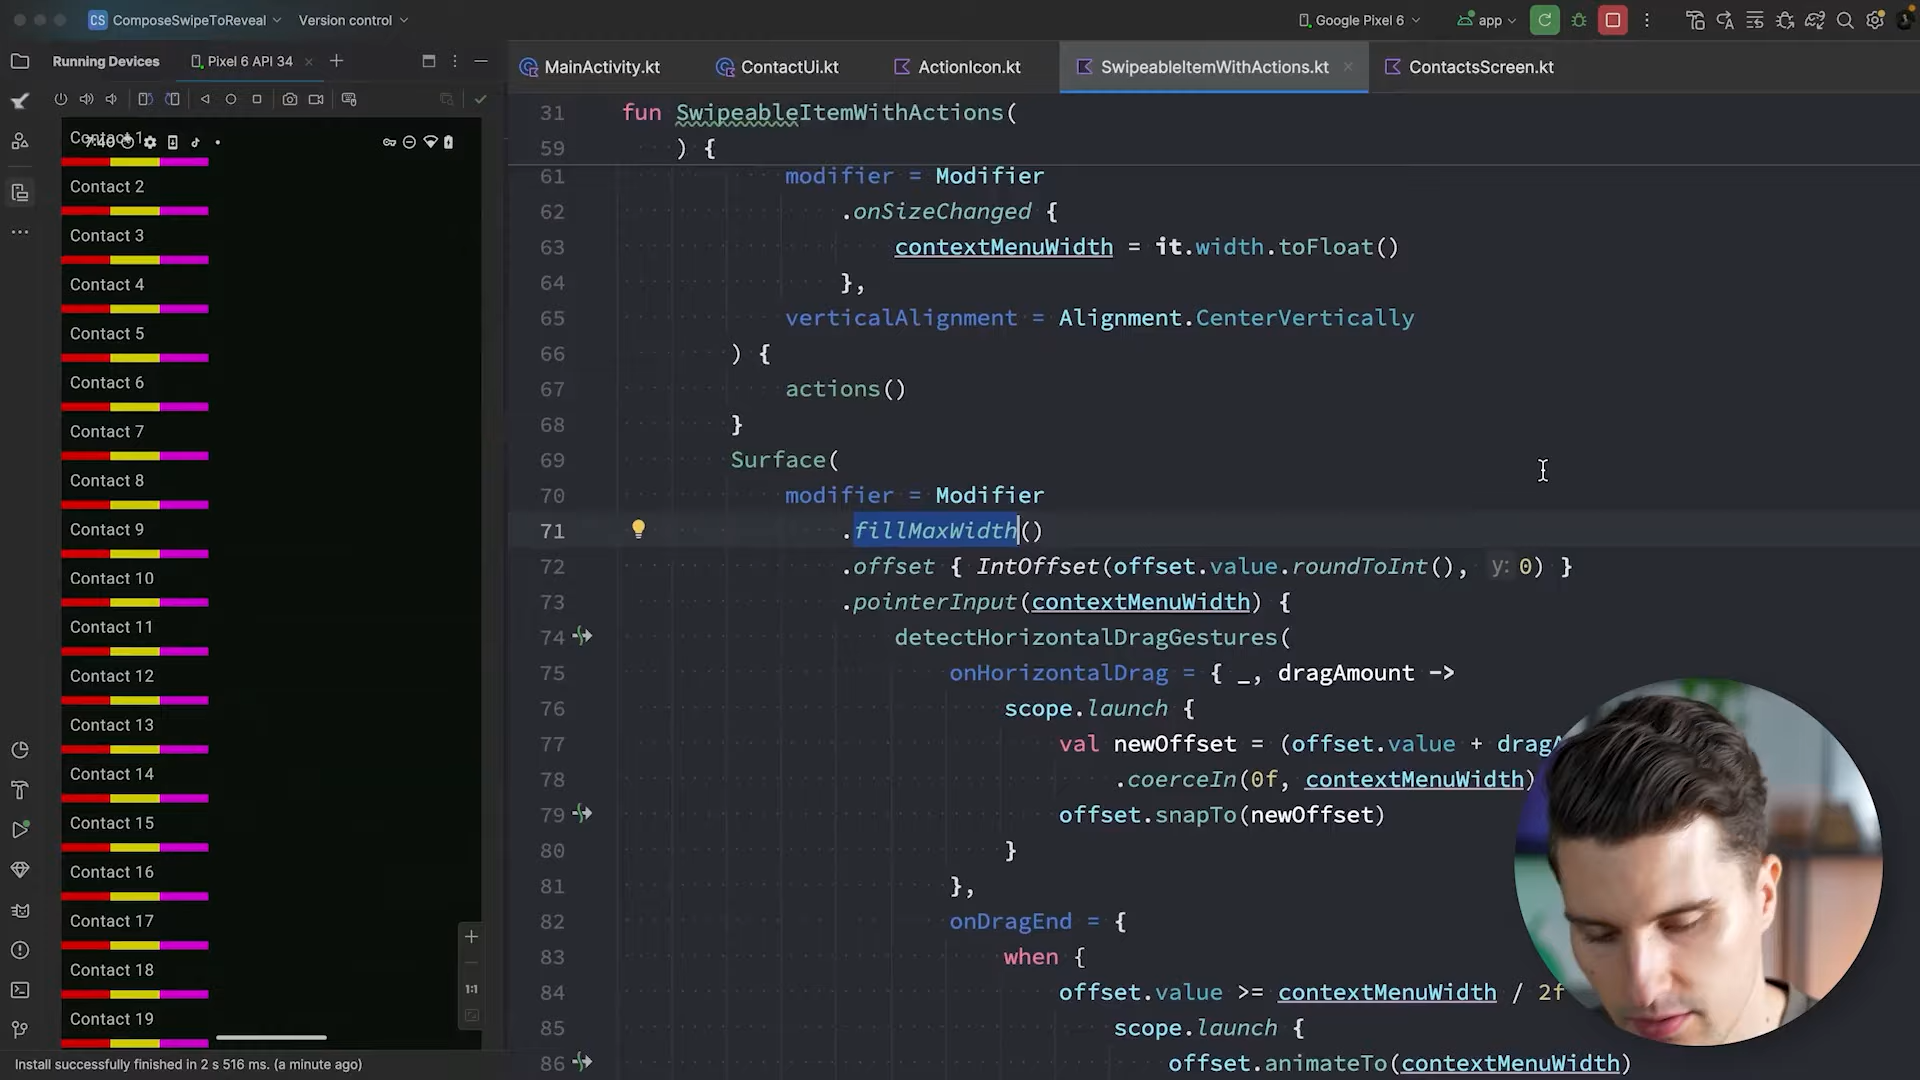 CS ComposeSwipeToReveal Version control Google Pixel 6 app
Running Devices Pixel 6 API 34
MainActivity.kt ContactUi.kt ActionIcon.kt SwipeableItemWithActions.kt ContactsScreen.kt
Contact 1
7:40
Contact 2
Contact 3
Contact 4
Contact 5
Contact 6
Contact 7
Contact 8
Contact 9
Contact 10
Contact 11
Contact 12
Contact 13
Contact 14
Contact 15
Contact 16
Contact 17
Contact 18
Contact 19
1:1
31 fun SwipeableItemWithActions(
59 ) {
61 modifier = Modifier
62 .onSizeChanged {
63 contextMenuWidth = it.width.toFloat()
64 },
65 verticalAlignment = Alignment.CenterVertically
66 ) {
67 actions()
68 }
69 Surface(
70 modifier = Modifier
71 .fillMaxWidth()
72 .offset { IntOffset(offset.value.roundToInt(), y: 0) }
73 .pointerInput(contextMenuWidth) {
74 detectHorizontalDragGestures(
75 onHorizontalDrag = { _, dragAmount ->
76 scope.launch {
77 val newOffset = (offset.value +
78 .coerceIn(0f, contextMenuWidth)
79 offset.snapTo(newOffset)
80 }
81 },
82 onDragEnd = {
83 when {
84 offset.value >= contextMenuWidth / 2f
85 scope.launch {
86 offset.animateTo(contextMenuWidth)
Install successfully finished in 2 s 516 ms. (a minute ago)